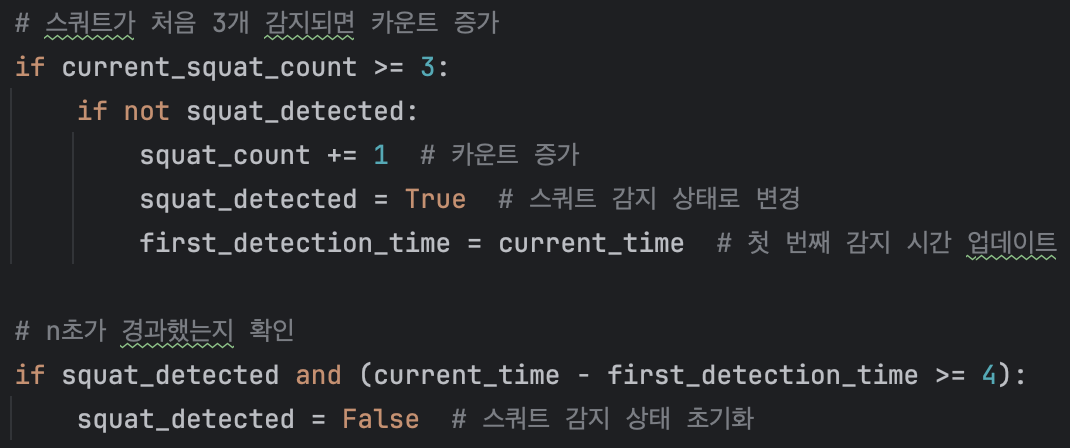 # 스쿼트가 처음 3개 감지되면 카운트 증가
if current_squat_count >= 3:
    if not squat_detected:
        squat_count += 1  # 카운트 증가
        squat_detected = True  # 스쿼트 감지 상태로 변경
        first_detection_time = current_time  # 첫 번째 감지 시간 업데이트

# n초가 경과했는지 확인
if squat_detected and (current_time - first_detection_time >= 4):
    squat_detected = False  # 스쿼트 감지 상태 초기화